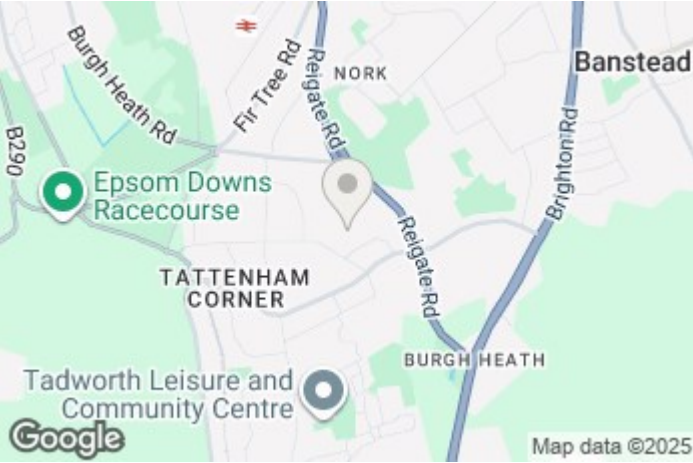 NORK
Banstead
Burgh Heath Rd
Fir Tree Rd
Reigate Rd
B290
Brighton Rd
Epsom Downs
Racecourse
Reigate Rd
TATTENHAM
CORNER
BURGH HEATH
Tadworth Leisure and
Community Centre
Google
Map data ©2025